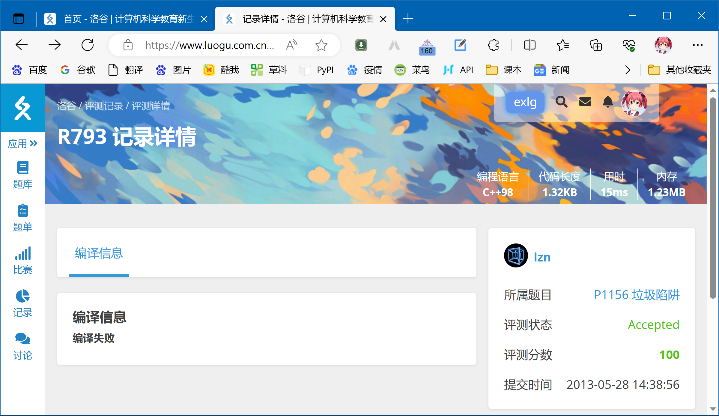 首页 - 洛谷 | 计算机科学教育新生
记录详情 - 洛谷 | 计算机科学教育新
https://www.luogu.com.cn...
160
百度
谷歌
翻译
图片
酷我
草料
PyPI
疫情
菜鸟
API
课本
新闻
其他收藏夹
洛谷 / 评测记录 / 评测详情
exlg
R793 记录详情
编程语言
C++98
代码长度
1.32KB
用时
15ms
内存
1.23MB
应用
题库
题单
比赛
记录
讨论
编译信息
编译信息
编译失败
lzn
所属题目 P1156 垃圾陷阱
评测状态 Accepted
评测分数 100
提交时间 2013-05-28 14:38:56